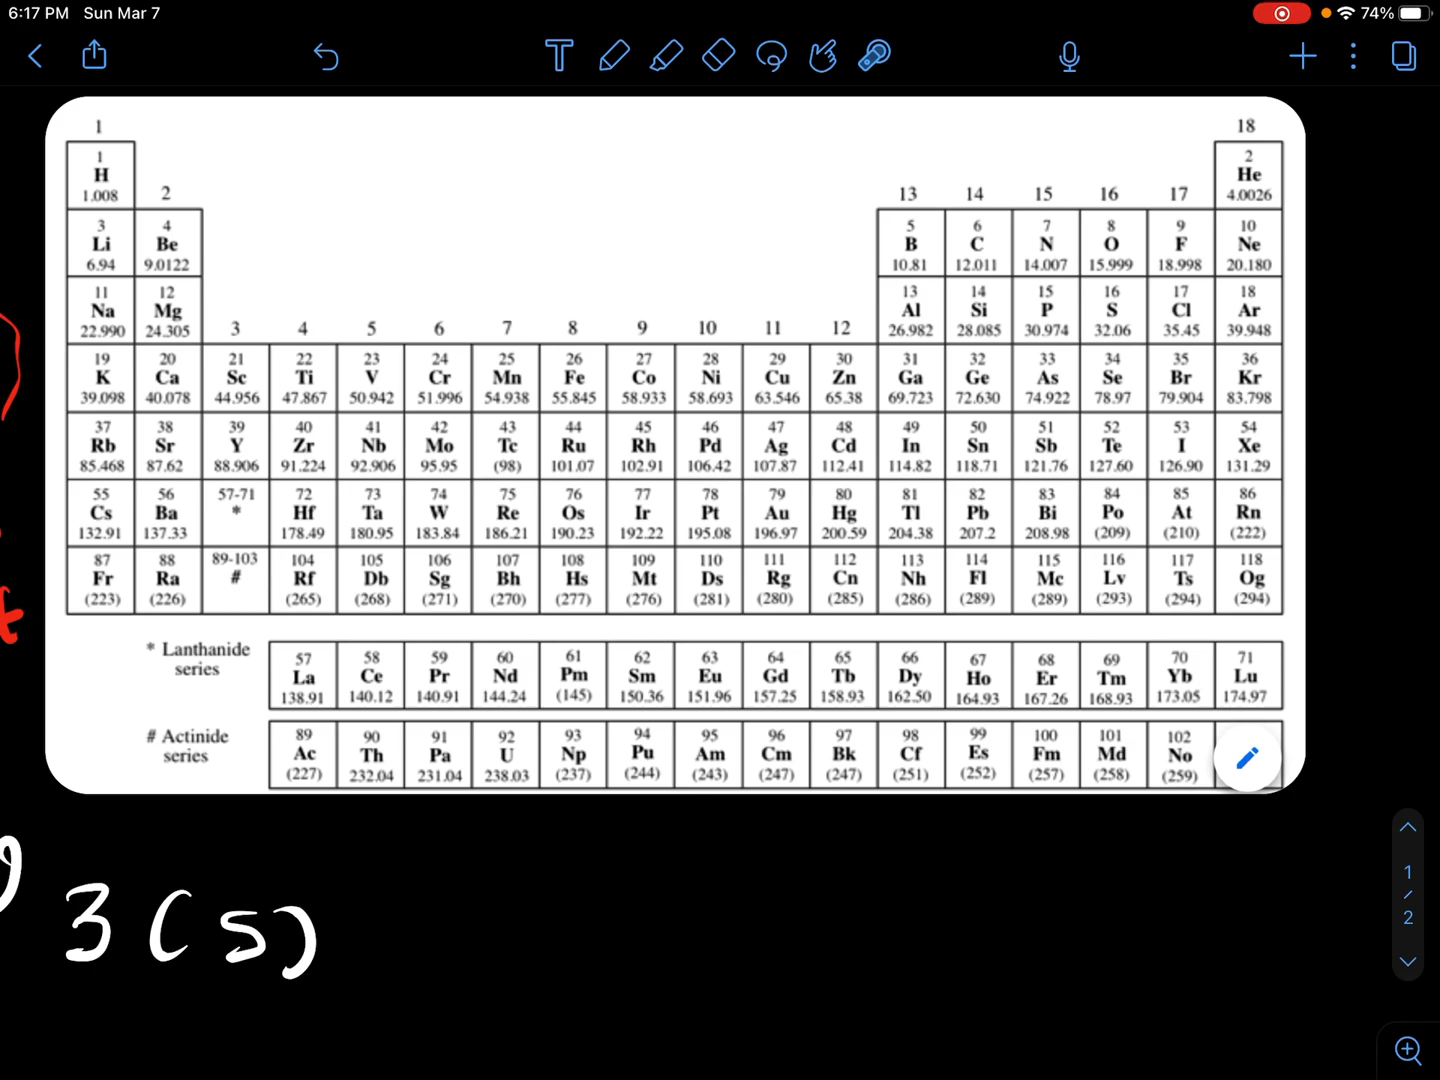 6:17 PM Sun Mar 7 74%
1 18
1 2
H He
1.008 2 13 14 15 16 17 4.0026
3 4 5 6 7 8 9 10
Li Be B C N O F Ne
6.94 9.0122 10.81 12.011 14.007 15.999 18.998 20.180
11 12 13 14 15 16 17 18
Na Mg Al Si P S Cl Ar
22.990 24.305 3 4 5 6 7 8 9 10 11 12 26.982 28.085 30.974 32.06 35.45 39.948
19 20 21 22 23 24 25 26 27 28 29 30 31 32 33 34 35 36
K Ca Sc Ti V Cr Mn Fe Co Ni Cu Zn Ga Ge As Se Br Kr
39.098 40.078 44.956 47.867 50.942 51.996 54.938 55.845 58.933 58.693 63.546 65.38 69.723 72.630 74.922 78.97 79.904 83.798
37 38 39 40 41 42 43 44 45 46 47 48 49 50 51 52 53 54
Rb Sr Y Zr Nb Mo Tc Ru Rh Pd Ag Cd In Sn Sb Te I Xe
85.468 87.62 88.906 91.224 92.906 95.95 (98) 101.07 102.91 106.42 107.87 112.41 114.82 118.71 121.76 127.60 126.90 131.29
55 56 57-71 72 73 74 75 76 77 78 79 80 81 82 83 84 85 86
Cs Ba * Hf Ta W Re Os Ir Pt Au Hg Tl Pb Bi Po At Rn
132.91 137.33 178.49 180.95 183.84 186.21 190.23 192.22 195.08 196.97 200.59 204.38 207.2 208.98 (209) (210) (222)
87 88 89-103 104 105 106 107 108 109 110 111 112 113 114 115 116 117 118
Fr Ra # Rf Db Sg Bh Hs Mt Ds Rg Cn Nh Fl Mc Lv Ts Og
(223) (226) (265) (268) (271) (270) (277) (276) (281) (280) (285) (286) (289) (289) (293) (294) (294)
* Lanthanide
series
57 58 59 60 61 62 63 64 65 66 67 68 69 70 71
La Ce Pr Nd Pm Sm Eu Gd Tb Dy Ho Er Tm Yb Lu
138.91 140.12 140.91 144.24 (145) 150.36 151.96 157.25 158.93 162.50 164.93 167.26 168.93 173.05 174.97
# Actinide
series
89 90 91 92 93 94 95 96 97 98 99 100 101 102
Ac Th Pa U Np Pu Am Cm Bk Cf Es Fm Md No
(227) 232.04 231.04 238.03 (237) (244) (243) (247) (247) (251) (252) (257) (258) (259)
3 (s)
1
/
2